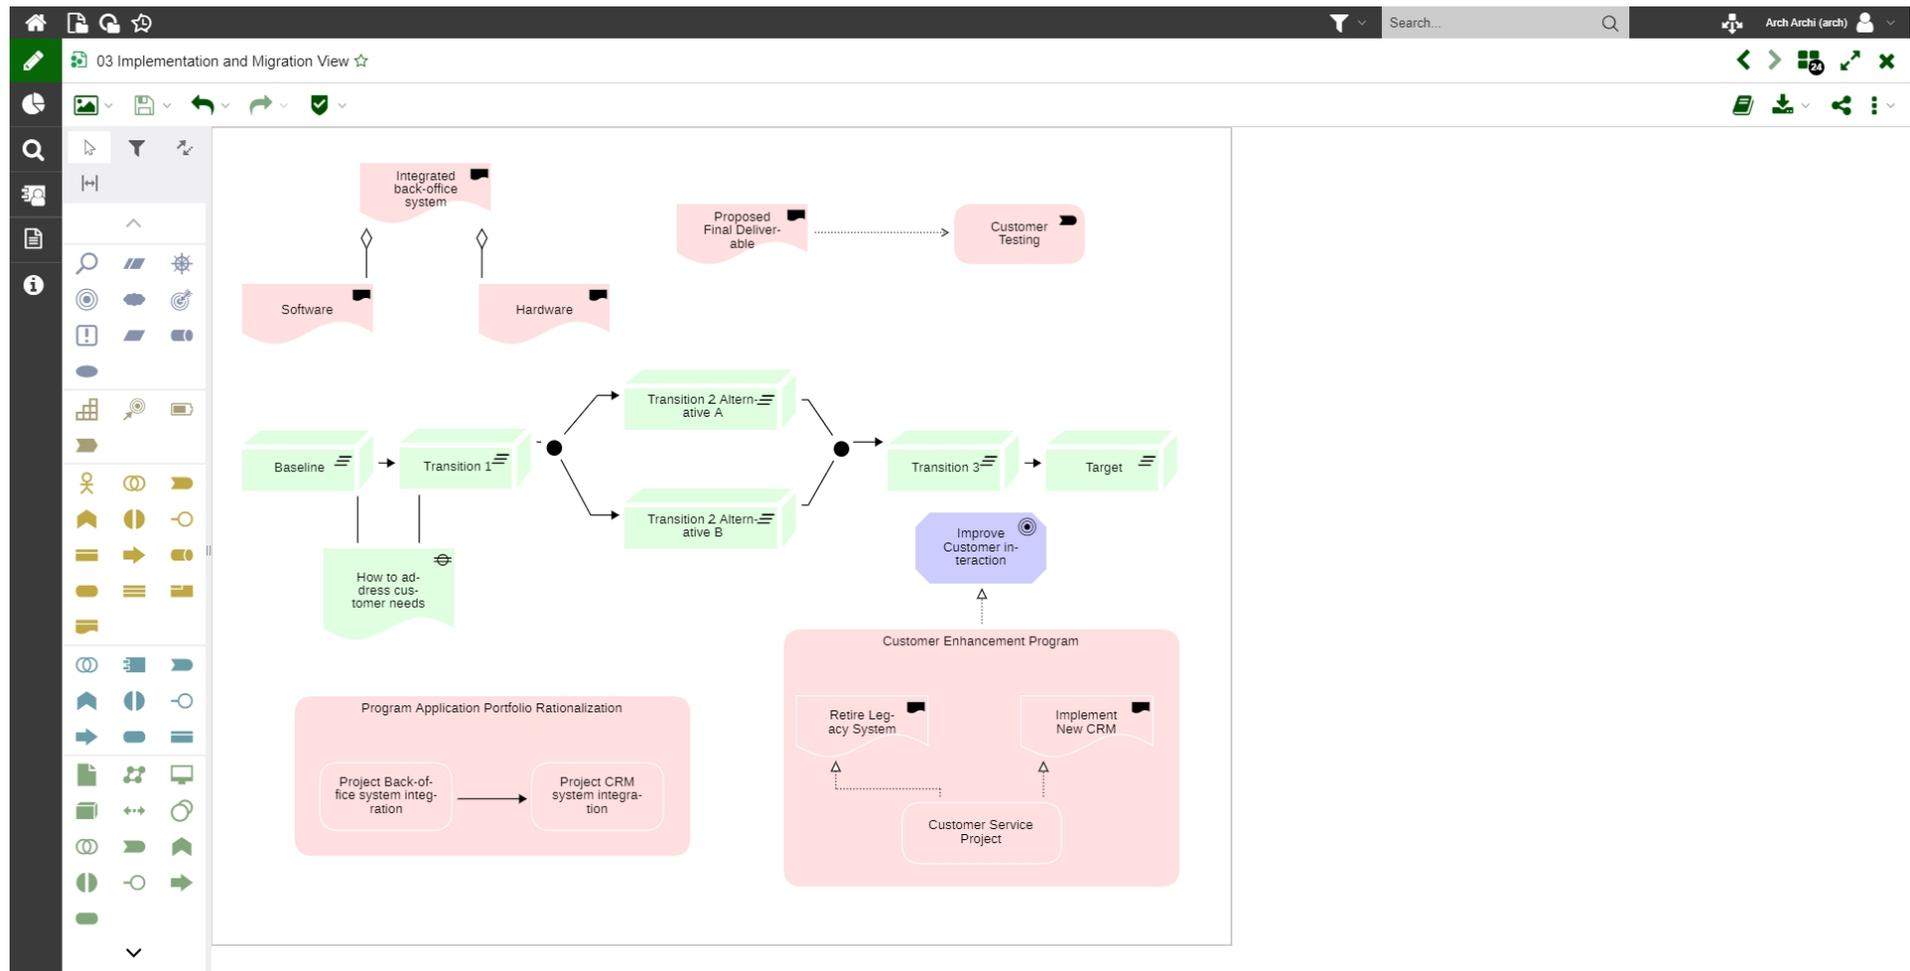 Search...
Arch Archi (arch)
03 Implementation and Migration View
24
Integrated
back-office
system
Proposed
Final Deliver-
able
Customer
Testing
Software
Hardware
Transition 2 Altern-
ative A
Baseline
Transition 1
Transition 3
Target
Transition 2 Altern-
ative B
Improve
Customer in-
teraction
How to ad-
dress cus-
tomer needs
Customer Enhancement Program
Program Application Portfolio Rationalization
Retire Leg-
acy System
Implement
New CRM
Project Back-of-
fice system integ-
ration
Project CRM
system integra-
tion
Customer Service
Project